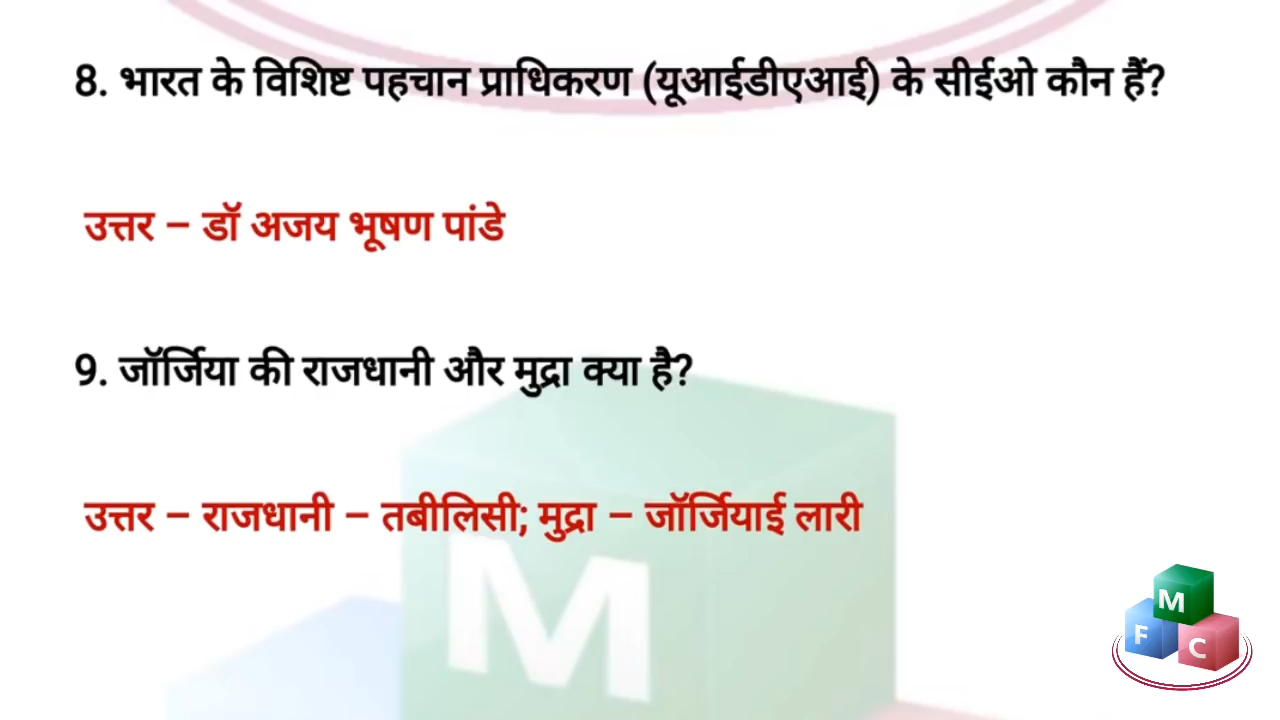 8. भारत के विशिष्ट पहचान प्राधिकरण (यूआईडीएआई) के सीईओ कौन हैं?
उत्तर – डॉ अजय भूषण पांडे
9. जॉर्जिया की राजधानी और मुद्रा क्या है?
उत्तर – राजधानी – तबीलिसी; मुद्रा – जॉर्जियाई लारी
M
M
F
C